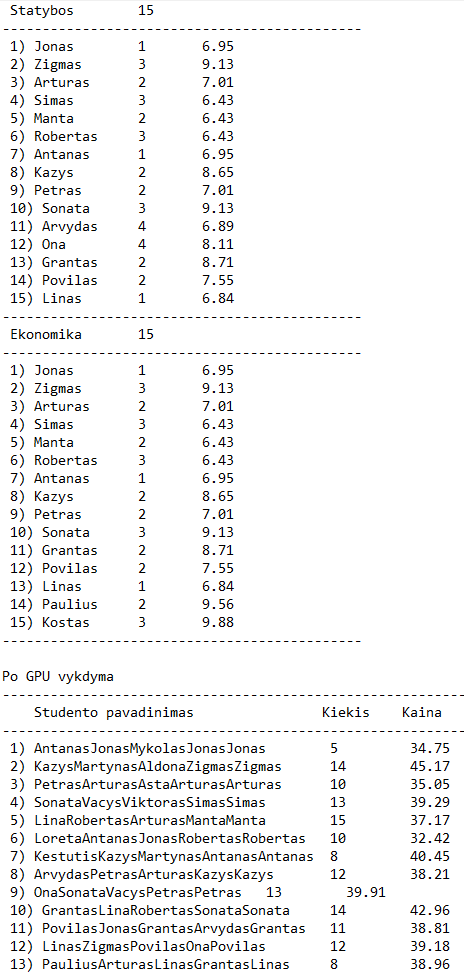 Statybos 15
---------------------------------------------
1) Jonas 1 6.95
2) Zigmas 3 9.13
3) Arturas 2 7.01
4) Simas 3 6.43
5) Manta 2 6.43
6) Robertas 3 6.43
7) Antanas 1 6.95
8) Kazys 2 8.65
9) Petras 2 7.01
10) Sonata 3 9.13
11) Arvydas 4 6.89
12) Ona 4 8.11
13) Grantas 2 8.71
14) Povilas 2 7.55
15) Linas 1 6.84
---------------------------------------------
Ekonomika 15
---------------------------------------------
1) Jonas 1 6.95
2) Zigmas 3 9.13
3) Arturas 2 7.01
4) Simas 3 6.43
5) Manta 2 6.43
6) Robertas 3 6.43
7) Antanas 1 6.95
8) Kazys 2 8.65
9) Petras 2 7.01
10) Sonata 3 9.13
11) Grantas 2 8.71
12) Povilas 2 7.55
13) Linas 1 6.84
14) Paulius 2 9.56
15) Kostas 3 9.88
---------------------------------------------
Po GPU vykdyma
----------------------------------------------------------
Studento pavadinimas Kiekis Kaina
----------------------------------------------------------
1) AntanasJonasMykolasJonasJonas 5 34.75
2) KazysMartynasAldonaZigmasZigmas 14 45.17
3) PetrasArturasAstaArturasArturas 10 35.05
4) SonataVacysViktorasSimasSimas 13 39.29
5) LinaRobertasArturasMantaManta 15 37.17
6) LoretaAntanasJonasRobertasRobertas 10 32.42
7) KestutisKazysMartynasAntanasAntanas 8 40.45
8) ArvydasPetrasArturasKazysKazys 12 38.21
9) OnaSonataVacysPetrasPetras 13 39.91
10) GrantasLinaRobertasSonataSonata 14 42.96
11) PovilasJonasGrantasArvydasGrantas 11 38.81
12) LinasZigmasPovilasOnaPovilas 12 39.18
13) PauliusArturasLinasGrantasLinas 8 38.96